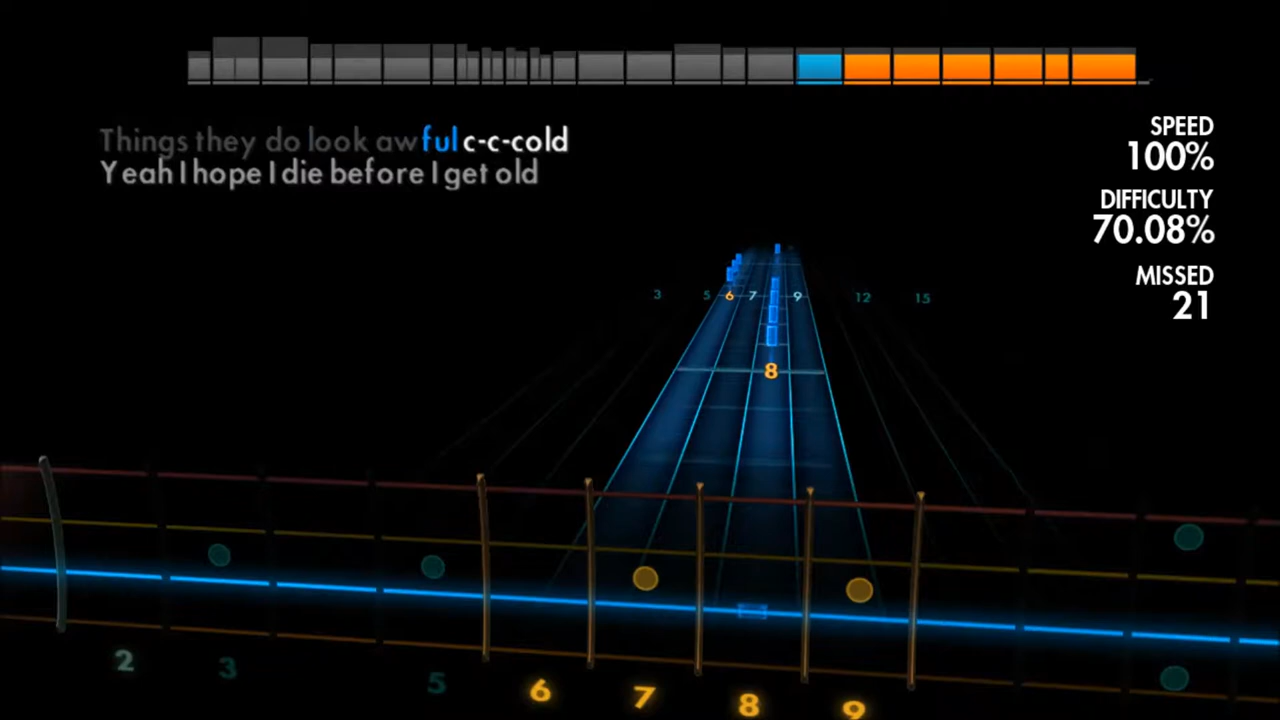 Things they do look awful c-c-cold
Yeah I hope I die before I get old
SPEED
100%
DIFFICULTY
70.08%
MISSED
21
3 5 6 7 9 12 15
8
2 3 5 6 7 8 9